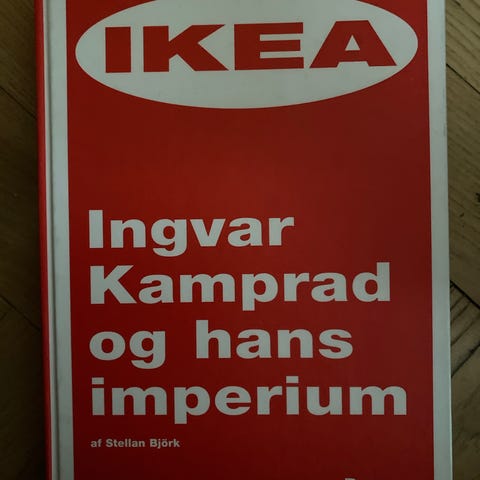 IKEA
Ingvar
Kamprad
og hans
imperium
af Stellan Björk